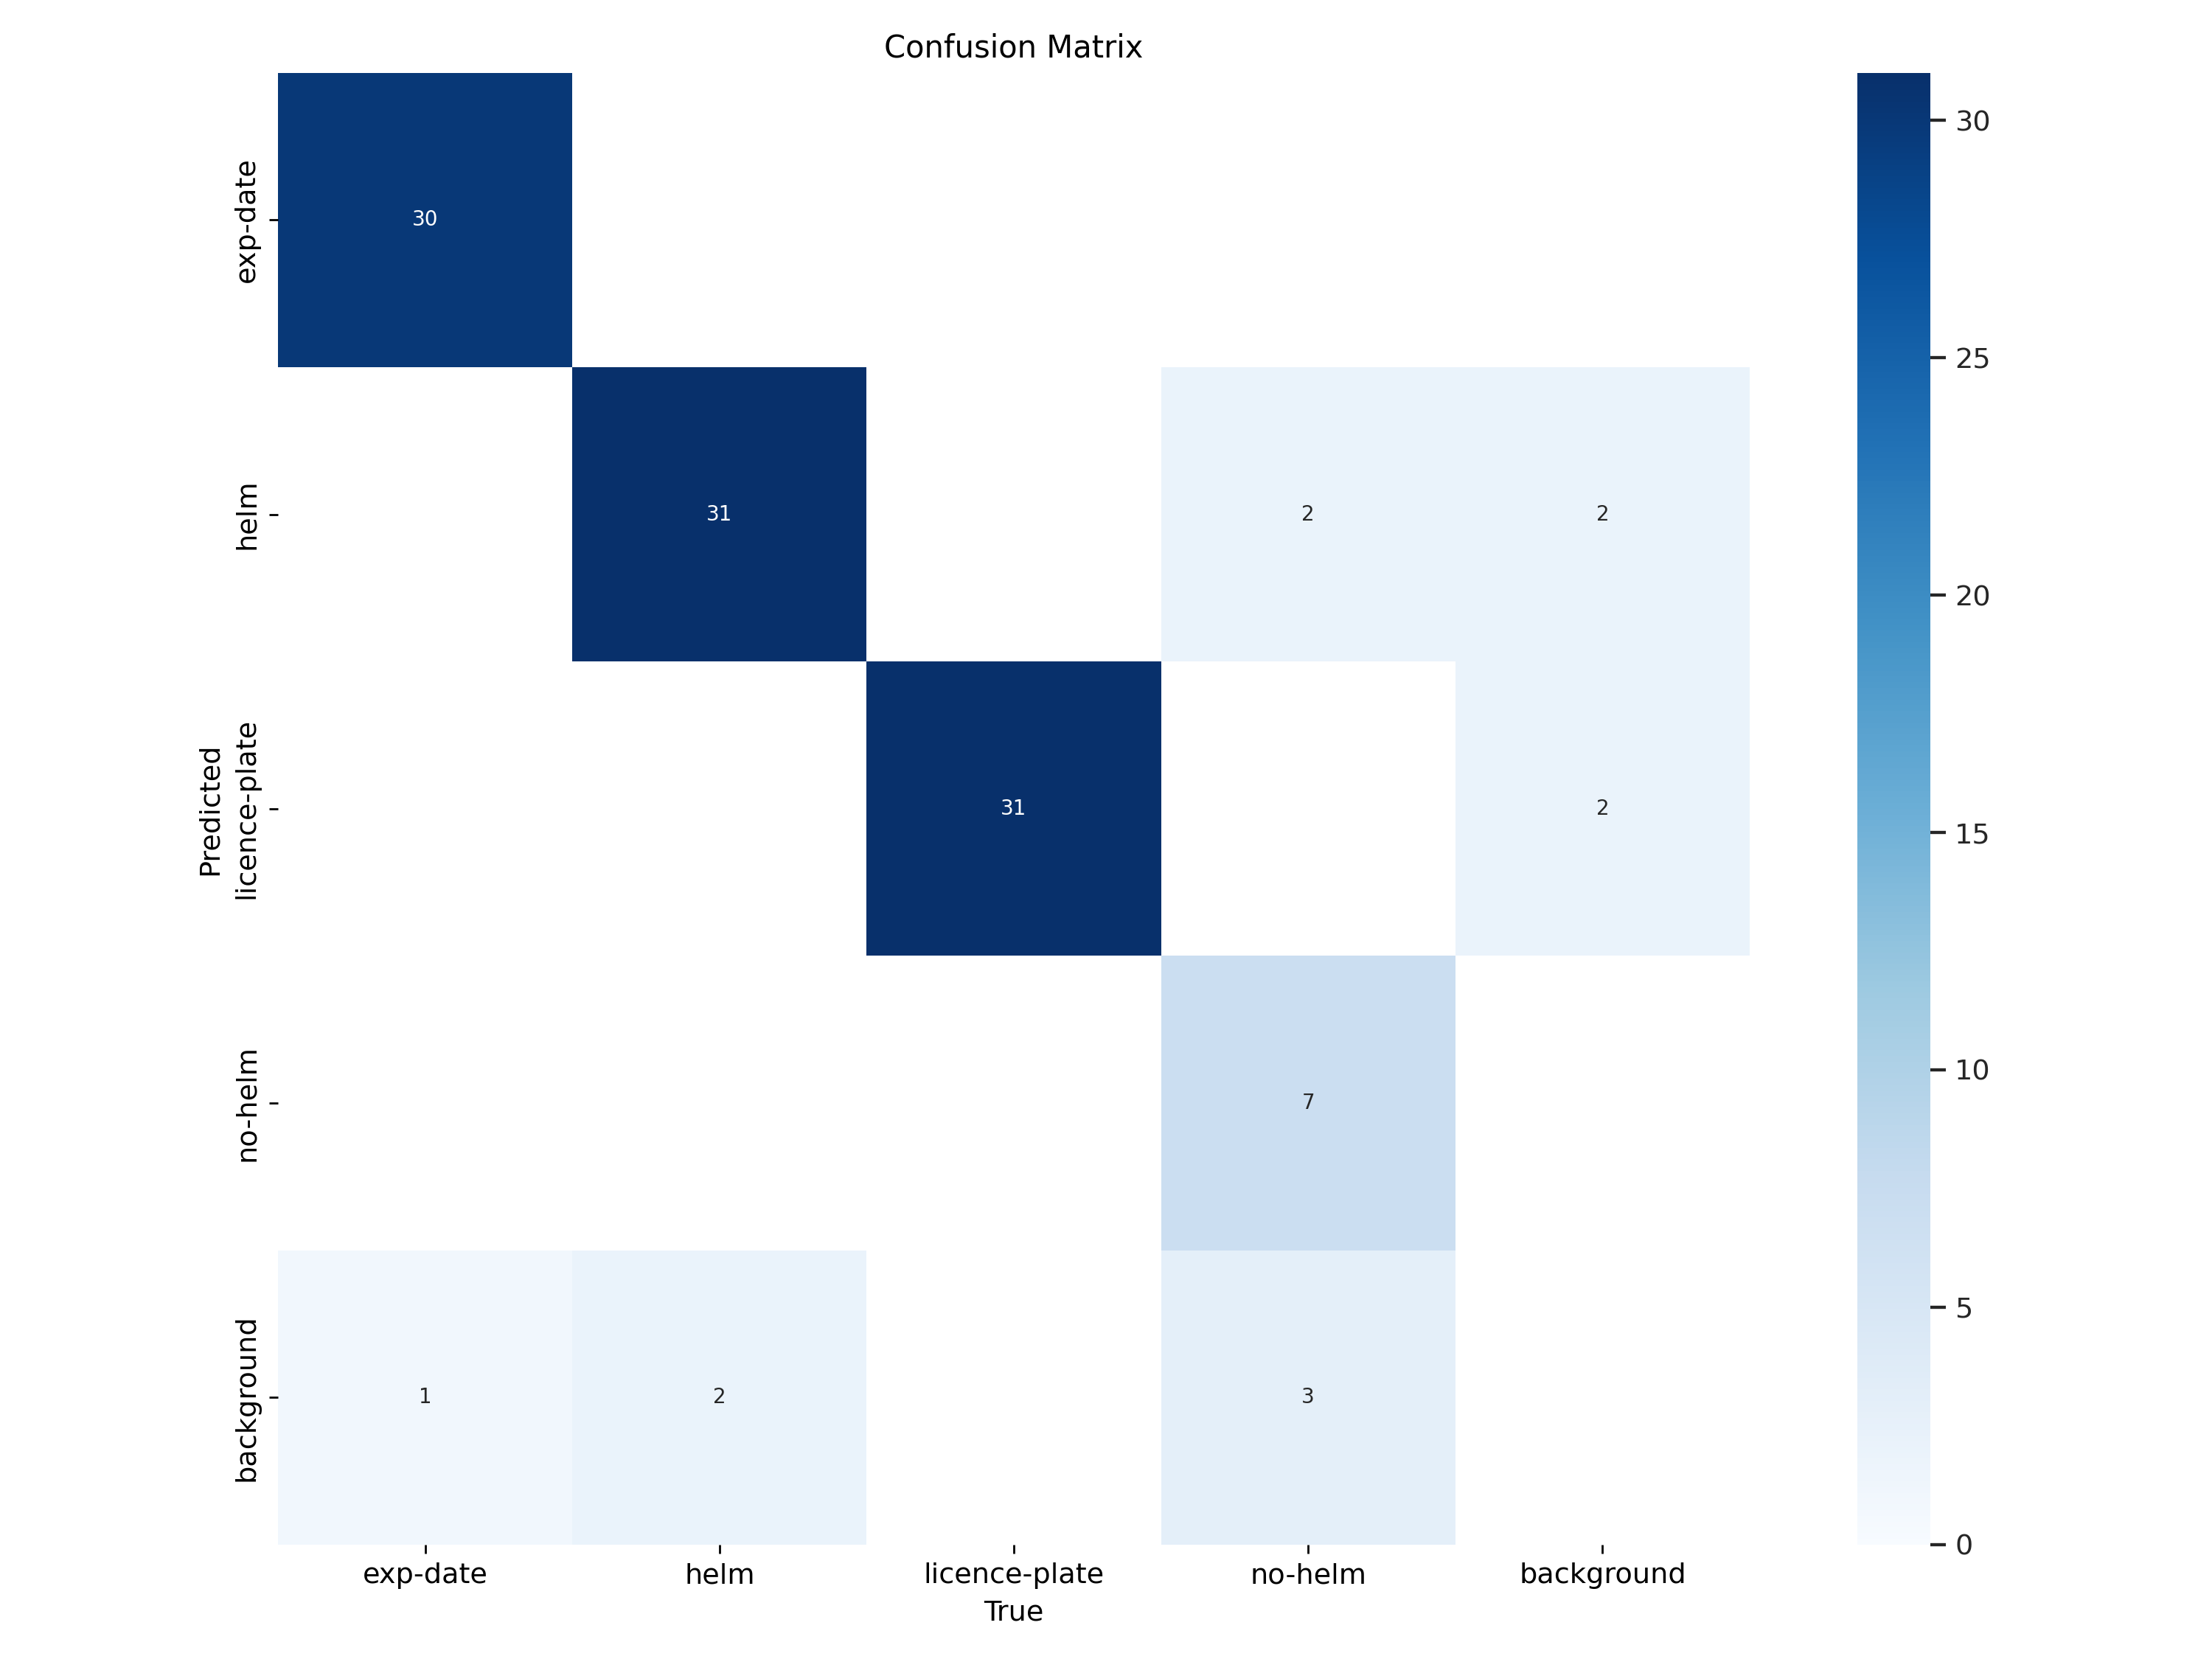 Confusion Matrix
exp-date
30
helm
31
2
2
Predicted
licence-plate
31
2
no-helm
7
background
1
2
3
exp-date
helm
licence-plate
no-helm
background
True
30
25
20
15
10
5
0